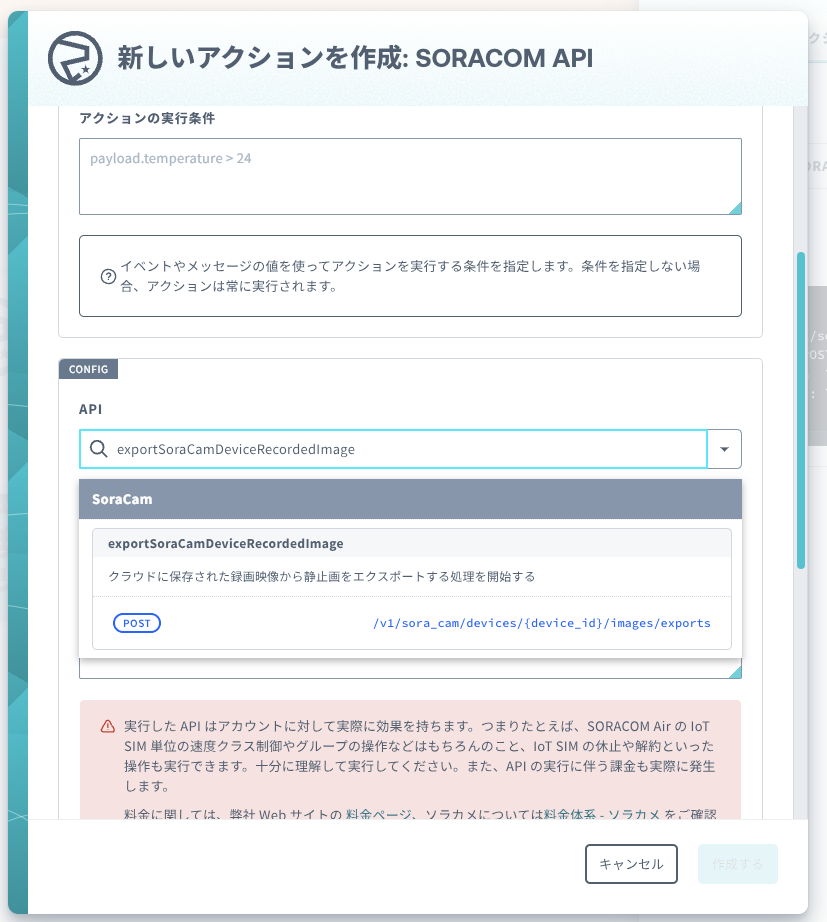 新しいアクションを作成: SORACOM API
アクションの実行条件
payload.temperature > 24
イベントやメッセージの値を使ってアクションを実行する条件を指定します。条件を指定しない場
合、アクションは常に実行されます。
CONFIG
API
exportSoraCamDeviceRecordedImage
SoraCam
exportSoraCamDeviceRecordedImage
クラウドに保存された録画映像から静止画をエクスポートする処理を開始する
POST /v1/sora_cam/devices/{device_id}/images/exports
実行した API はアカウントに対して実際に効果を持ちます。つまりたとえば、SORACOM Air の IoT
SIM 単位の速度クラス制御やグループの操作などはもちろんのこと、IoT SIM の休止や解約といった
操作も実行できます。十分に理解して実行してください。また、API の実行に伴う課金も実際に発生
します。
料金に関しては、弊社 Web サイトの 料金ページ、ソラカメについては料金体系 - ソラカメ をご確認
キャンセル
作成する